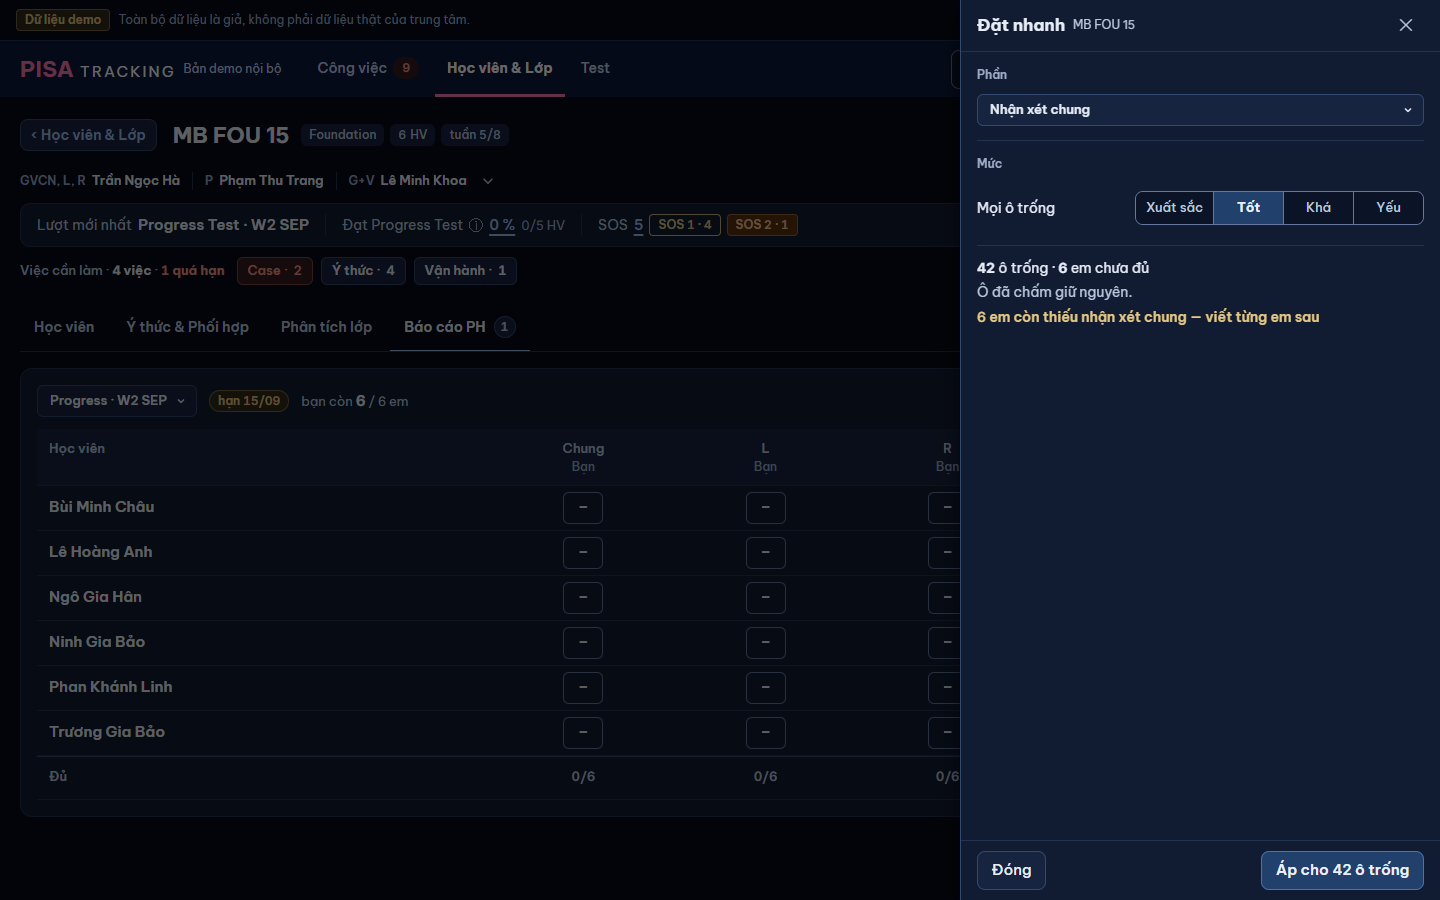 Dữ liệu demo Toàn bộ dữ liệu là giả, không phải dữ liệu thật của trung tâm.
PISA TRACKING Bản demo nội bộ Công việc 9 Học viên & Lớp Test
‹ Học viên & Lớp MB FOU 15 Foundation 6 HV tuần 5/8
GVCN, L, R Trần Ngọc Hà P Phạm Thu Trang G+V Lê Minh Khoa
Lượt mới nhất Progress Test · W2 SEP Đạt Progress Test ⓘ 0 % 0/5 HV SOS 5 SOS 1 · 4 SOS 2 · 1
Việc cần làm · 4 việc · 1 quá hạn Case · 2 Ý thức · 4 Vận hành · 1
Học viên Ý thức & Phối hợp Phân tích lớp Báo cáo PH 1
Progress · W2 SEP hạn 15/09 bạn còn 6 / 6 em
Học viên Chung L R
Bạn Bạn Bạn
Bùi Minh Châu – – –
Lê Hoàng Anh – – –
Ngô Gia Hân – – –
Ninh Gia Bảo – – –
Phan Khánh Linh – – –
Trương Gia Bảo – – –
Đủ 0/6 0/6 0/6
Đặt nhanh MB FOU 15
Phần
Nhận xét chung
Mức
Mọi ô trống Xuất sắc Tốt Khá Yếu
42 ô trống · 6 em chưa đủ
Ô đã chấm giữ nguyên.
6 em còn thiếu nhận xét chung — viết từng em sau
Đóng Áp cho 42 ô trống